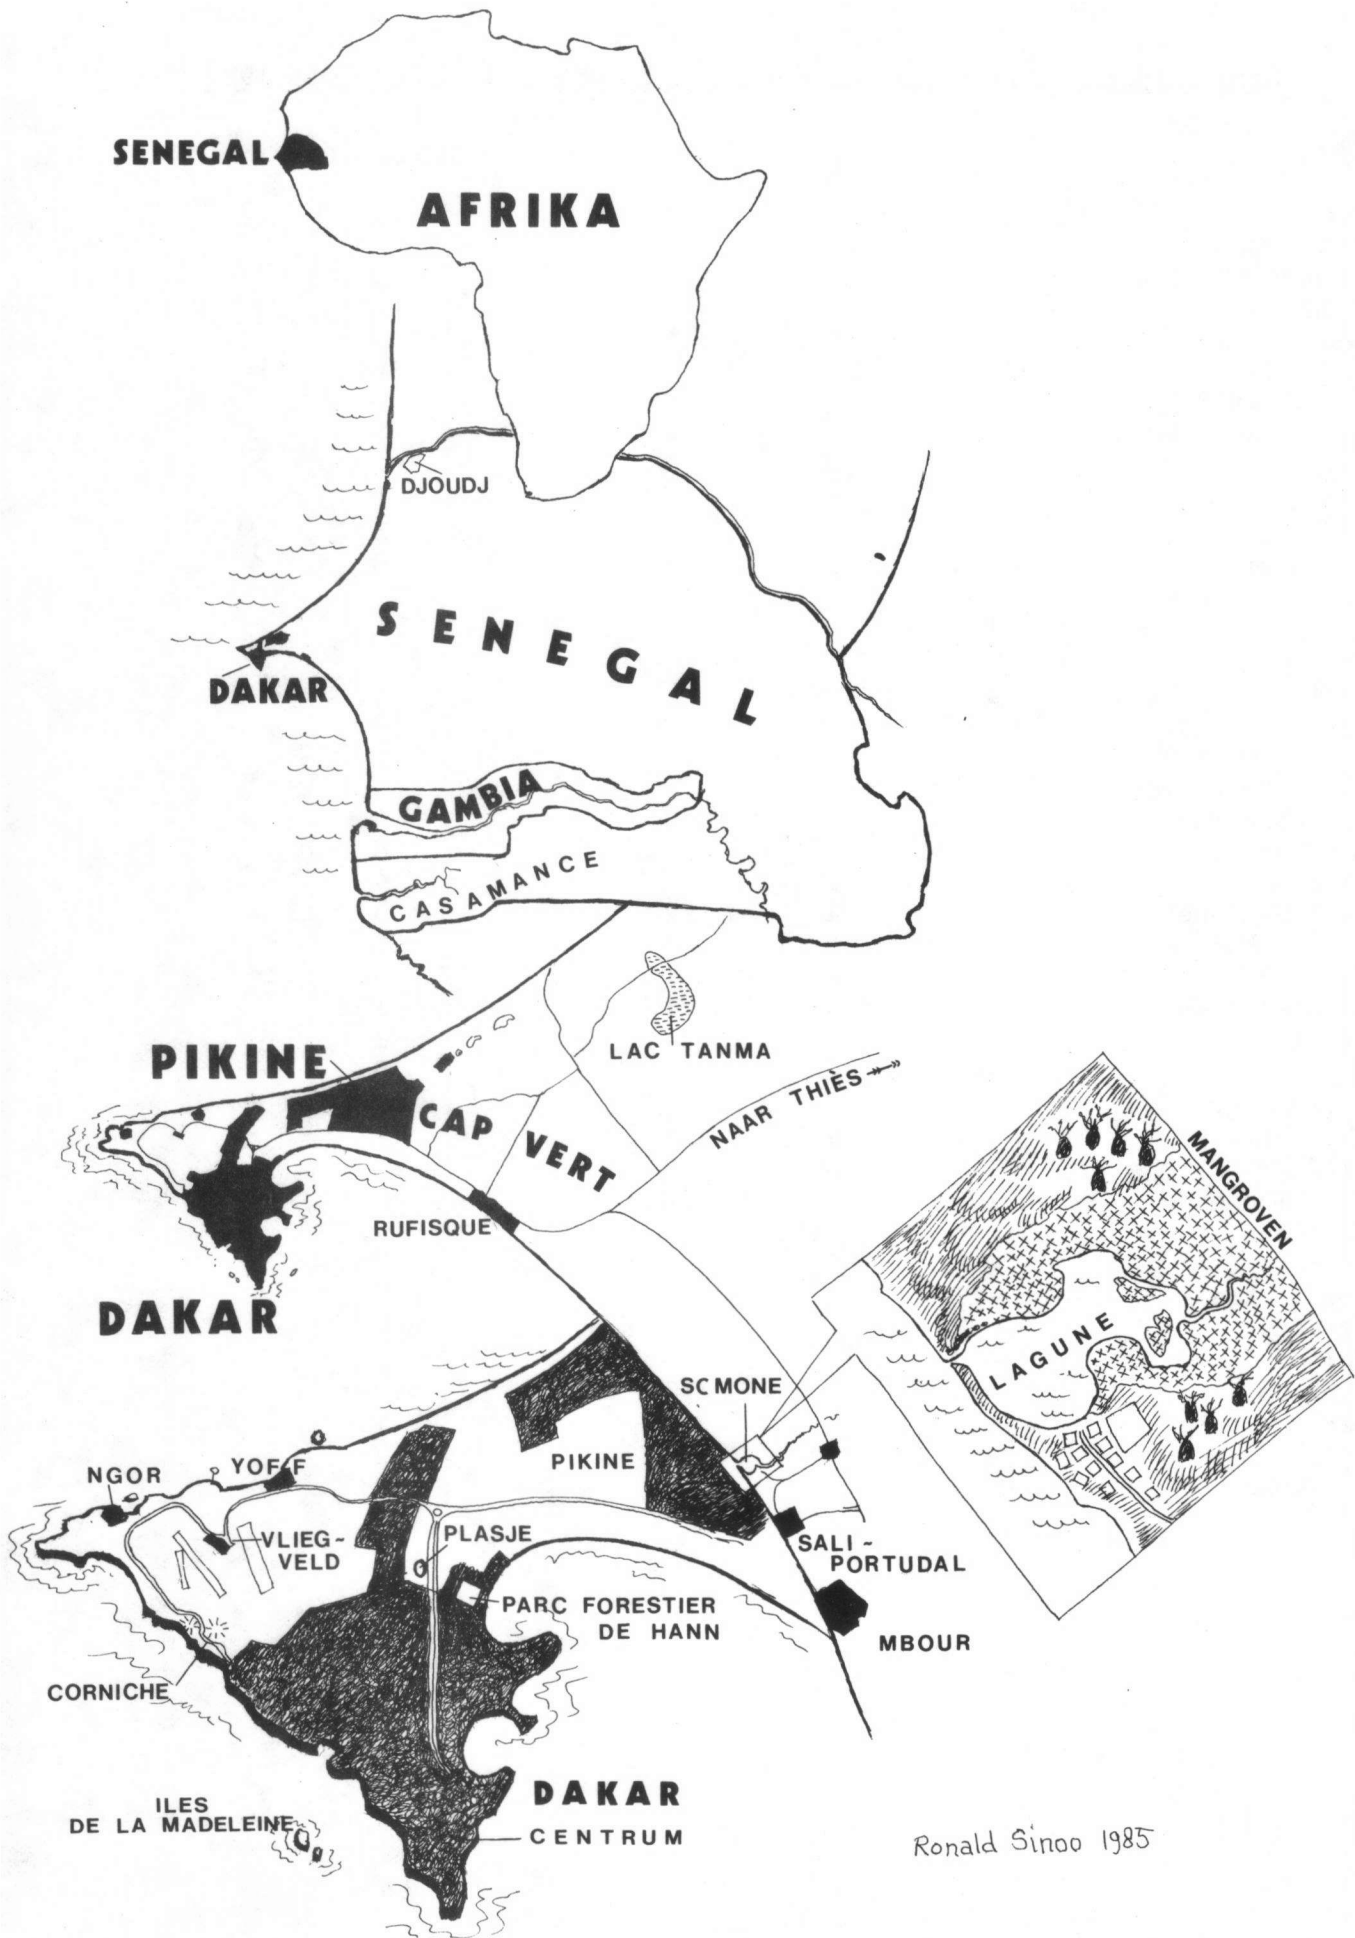 SENEGAL
AFRIKA
DJOUDJ
SENEGAL
DAKAR
GAMBIA
CASAMANCE
LAC TANMA
PIKINE
CAP VERT
NAAR THIÈS
MANGROVEN
RUFISQUE
DAKAR
LAGUNE
SOMONE
PIKINE
NGOR
YOFF
VLIEG-
VELD
PLASJE
SALI-
PORTUDAL
PARC FORESTIER
DE HANN
MBOUR
CORNICHE
DAKAR
CENTRUM
ILES
DE LA MADELEINE
Ronald Sinoo 1985